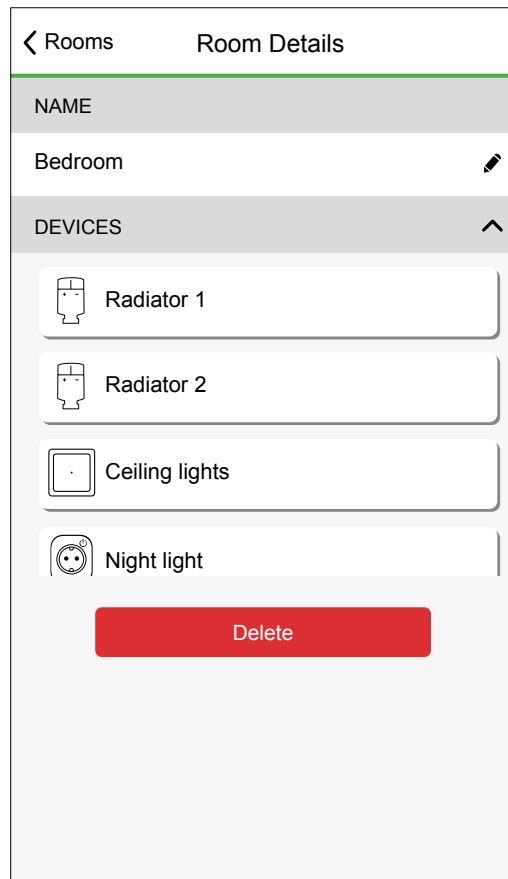 Rooms Room Details
NAME
Bedroom
DEVICES
Radiator 1
Radiator 2
Ceiling lights
Night light
Delete